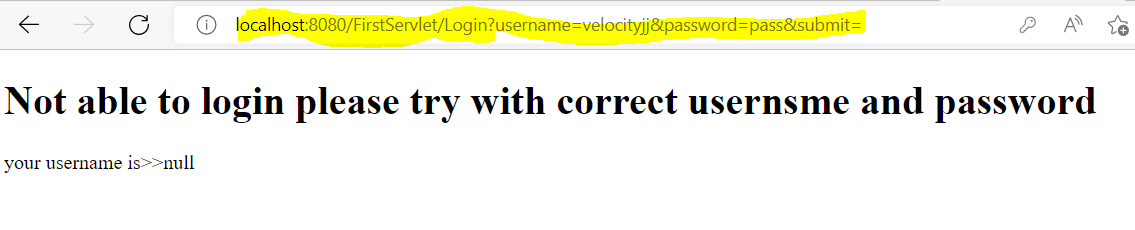 localhost:8080/FirstServlet/Login?username=velocityjj&password=pass&submit=
Not able to login please try with correct usernsme and password
your username is>>null